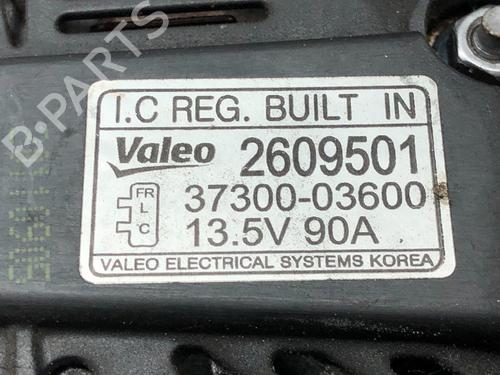 I.C REG. BUILT IN
Valeo 2609501
FR
L
C
37300-03600
13.5V 90A
VALEO ELECTRICAL SYSTEMS KOREA
B-PARTS